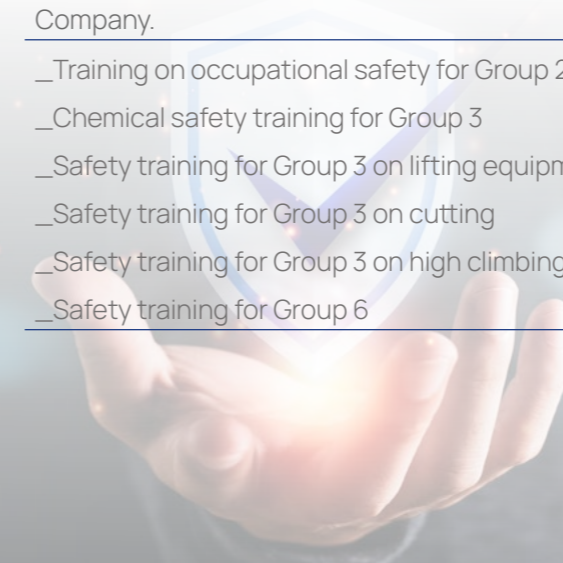 Company.
_Training on occupational safety for Group 2
_Chemical safety training for Group 3
_Safety training for Group 3 on lifting
_Safety training for Group 3 on cutting
_Safety training for Group 3 on high climbing
_Safety training for Group 6